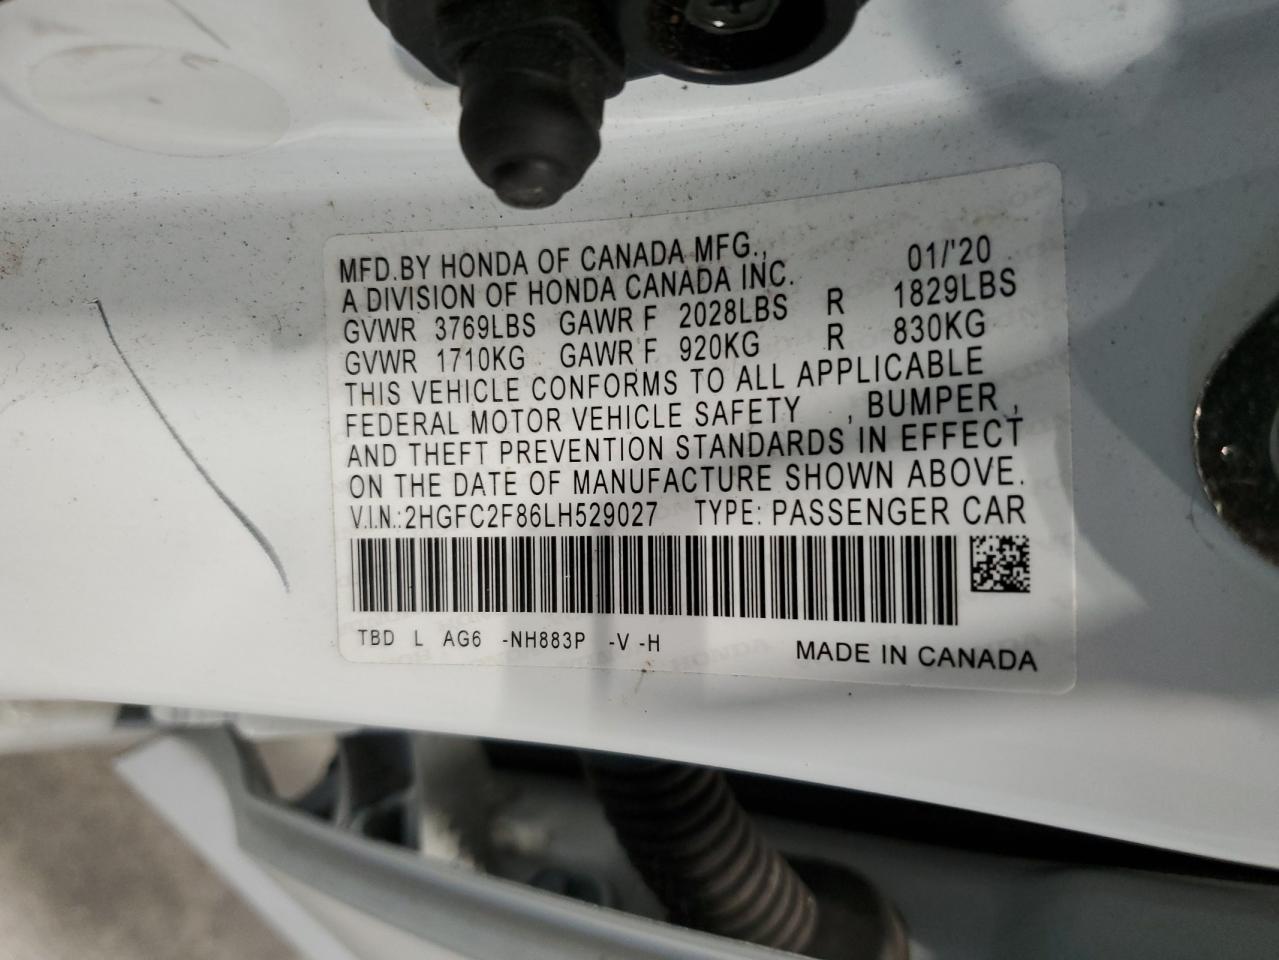 MFD.BY HONDA OF CANADA MFG., 01/'20
A DIVISION OF HONDA CANADA INC.
GVWR 3769LBS GAWR F 2028LBS R 1829LBS
GVWR 1710KG GAWR F 920KG R 830KG
THIS VEHICLE CONFORMS TO ALL APPLICABLE
FEDERAL MOTOR VEHICLE SAFETY , BUMPER ,
AND THEFT PREVENTION STANDARDS IN EFFECT
ON THE DATE OF MANUFACTURE SHOWN ABOVE.
V.I.N.:2HGFC2F86LH529027 TYPE: PASSENGER CAR
TBD L AG6 -NH883P -V -H MADE IN CANADA